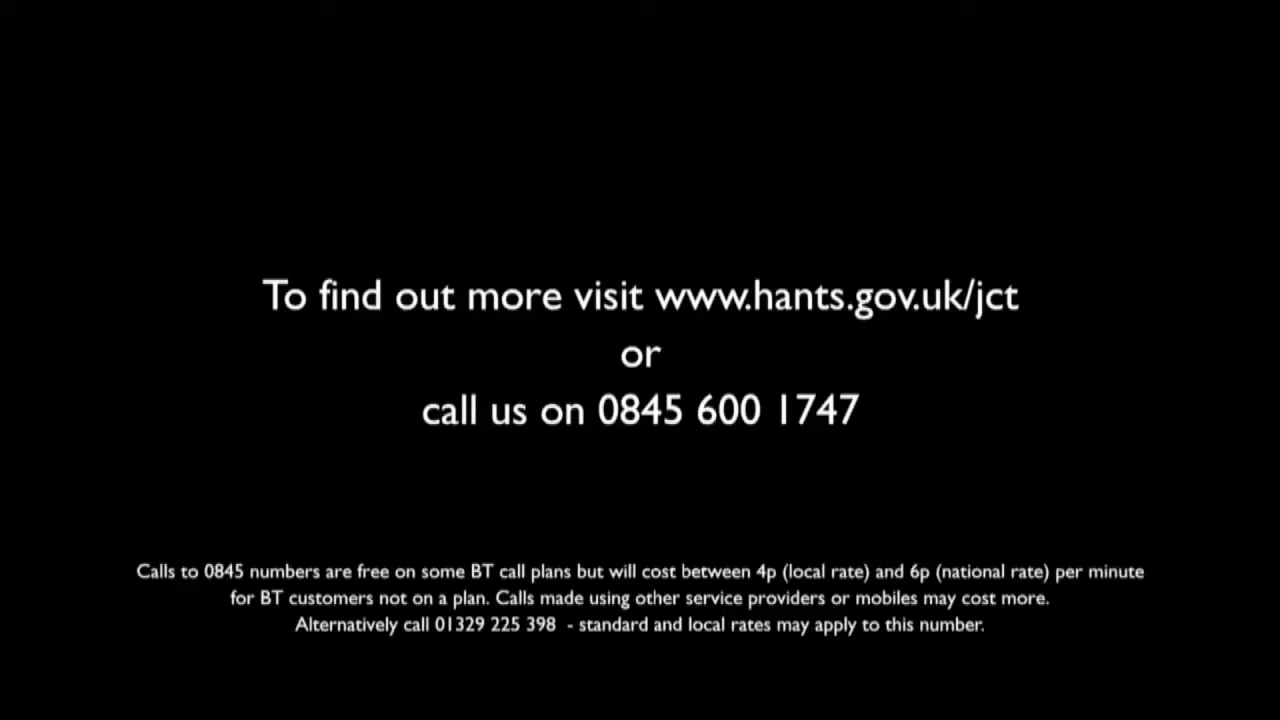 To find out more visit www.hants.gov.uk/jct
or
call us on 0845 600 1747
Calls to 0845 numbers are free on some BT call plans but will cost between 4p (local rate) and 6p (national rate) per minute
for BT customers not on a plan. Calls made using other service providers or mobiles may cost more.
Alternatively call 01329 225 398 - standard and local rates may apply to this number.